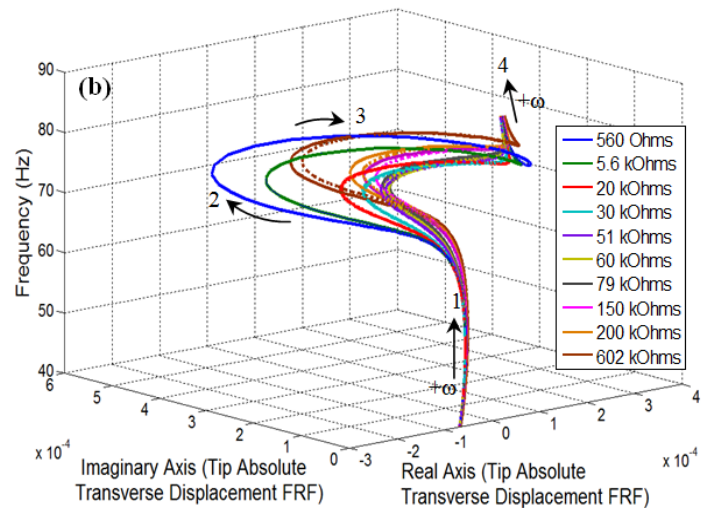 (b)
90
80
70
60
50
40
Frequency (Hz)
1
2
3
4
+ω
+ω
560 Ohms
5.6 kOhms
20 kOhms
30 kOhms
51 kOhms
60 kOhms
79 kOhms
150 kOhms
200 kOhms
602 kOhms
6
5
4
3
2
1
0
x 10⁻⁴
Imaginary Axis (Tip Absolute
Transverse Displacement FRF)
-3
-2
-1
0
1
2
3
4
x 10⁻⁴
Real Axis (Tip Absolute
Transverse Displacement FRF)